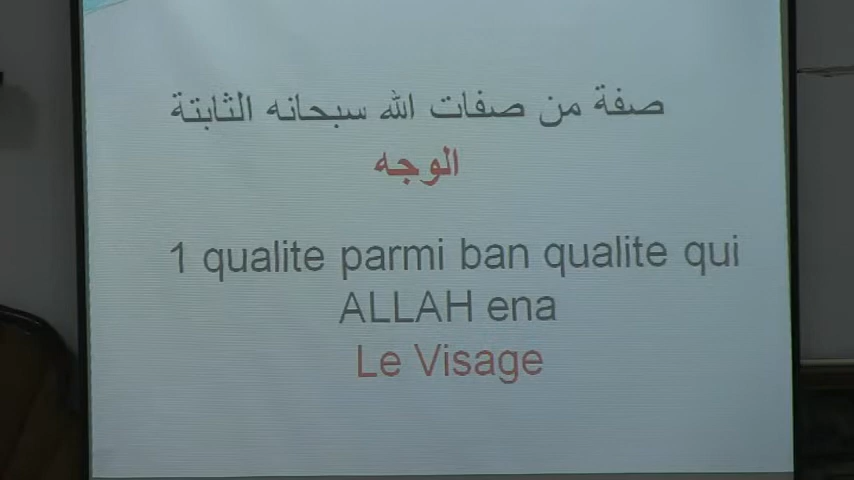 صفة من صفات الله سبحانه الثابتة
الوجه
1 qualite parmi ban qualite qui
ALLAH ena
Le Visage